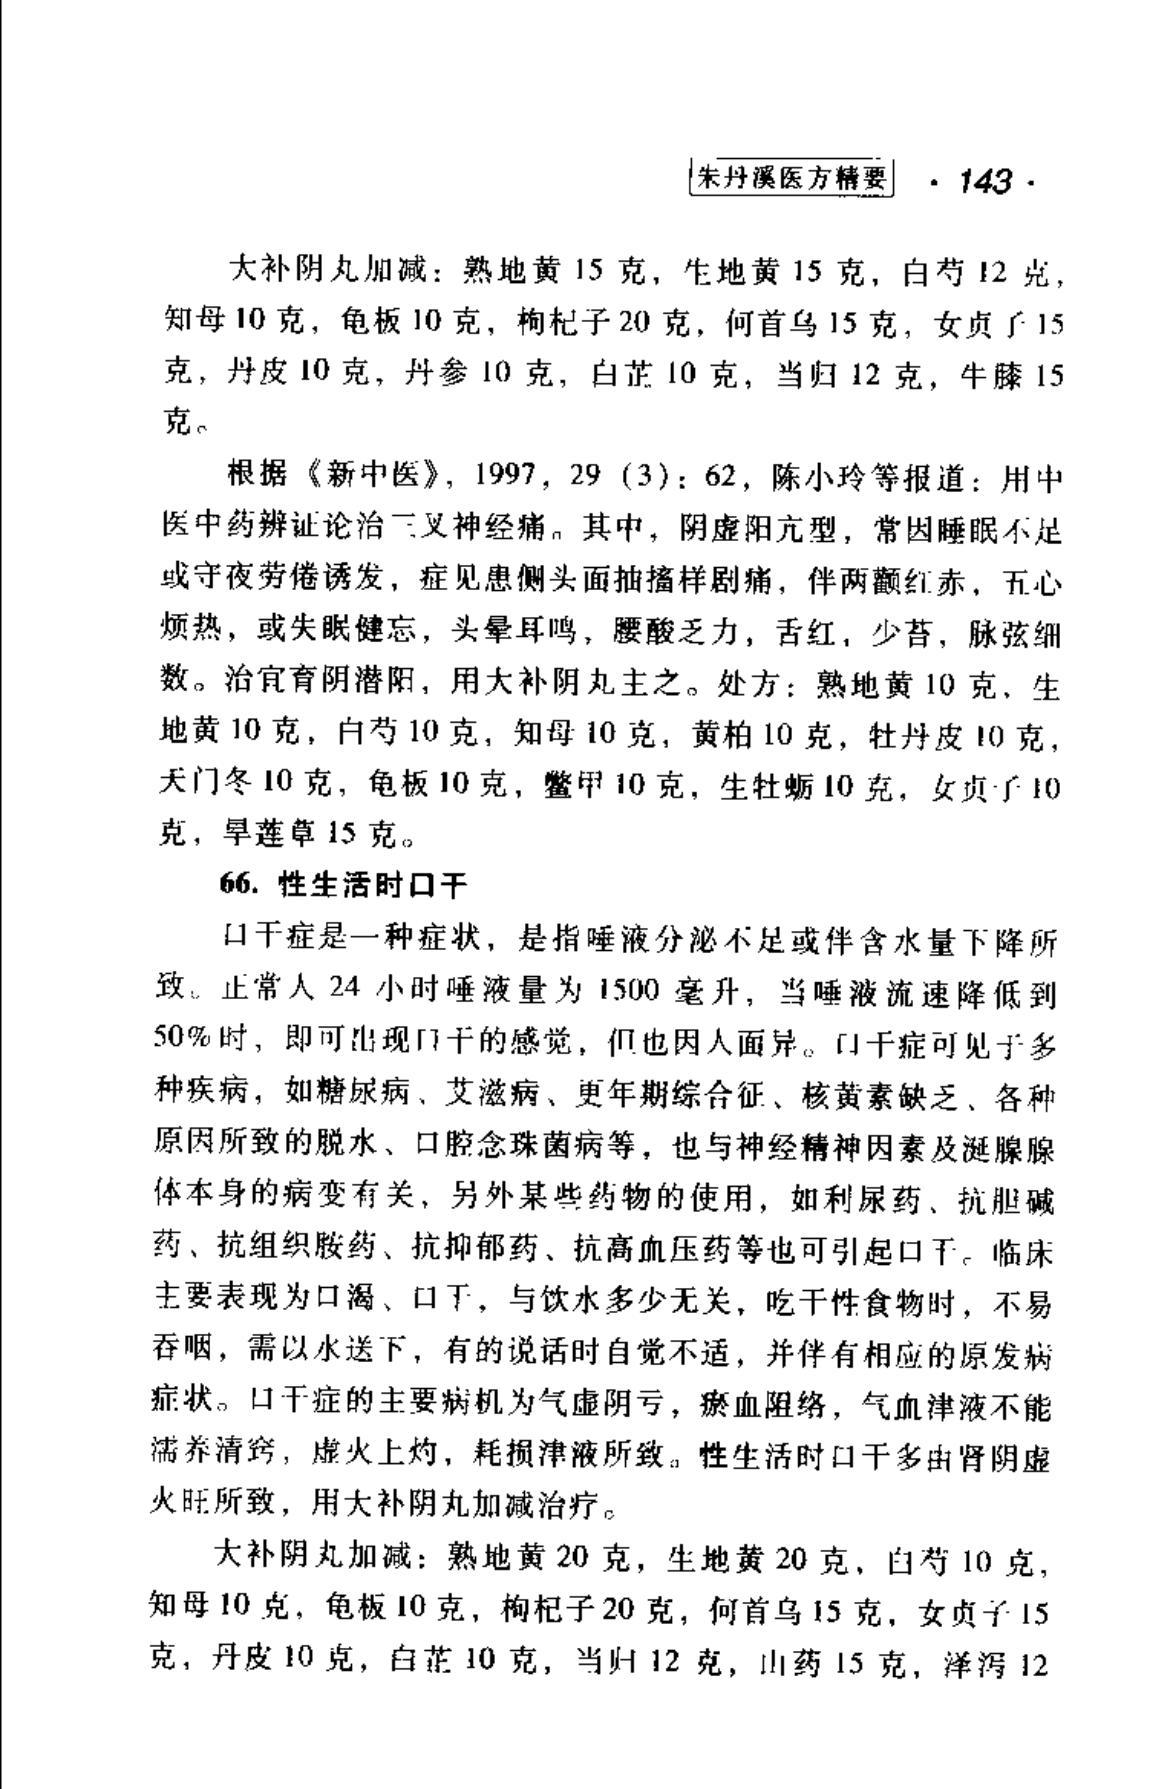 朱丹溪医方精要 · 143 ·
大补阴丸加减：熟地黄 15 克，生地黄 15 克，白芍 12 克，
知母 10 克，龟板 10 克，枸杞子 20 克，何首乌 15 克，女贞子 15
克，丹皮 10 克，丹参 10 克，白芷 10 克，当归 12 克，牛膝 15
克。
根据《新中医》，1997，29（3）：62，陈小玲等报道：用中
医中药辨证论治三叉神经痛。其中，阴虚阳亢型，常因睡眠不足
或守夜劳倦诱发，症见患侧头面抽搐样剧痛，伴两颧红赤，五心
烦热，或失眠健忘，头晕耳鸣，腰酸乏力，舌红，少苔，脉弦细
数。治宜育阴潜阳，用大补阴丸主之。处方：熟地黄 10 克，生
地黄 10 克，白芍 10 克，知母 10 克，黄柏 10 克，牡丹皮 10 克，
天门冬 10 克，龟板 10 克，鳖甲 10 克，生牡蛎 10 克，女贞子 10
克，旱莲草 15 克。
66. 性生活时口干
口干症是一种症状，是指唾液分泌不足或伴含水量下降所
致。正常人 24 小时唾液量为 1500 毫升，当唾液流速降低到
50%时，即可出现口干的感觉，但也因人而异。口干症可见于多
种疾病，如糖尿病、艾滋病、更年期综合征、核黄素缺乏、各种
原因所致的脱水、口腔念珠菌病等，也与神经精神因素及涎腺腺
体本身的病变有关，另外某些药物的使用，如利尿药、抗胆碱
药、抗组织胺药、抗抑郁药、抗高血压药等也可引起口干。临床
主要表现为口渴、口干，与饮水多少无关，吃干性食物时，不易
吞咽，需以水送下，有的说话时自觉不适，并伴有相应的原发病
症状。口干症的主要病机为气虚阴亏，瘀血阻络，气血津液不能
濡养清窍，虚火上灼，耗损津液所致。性生活时口干多由肾阴虚
火旺所致，用大补阴丸加减治疗。
大补阴丸加减：熟地黄 20 克，生地黄 20 克，白芍 10 克，
知母 10 克，龟板 10 克，枸杞子 20 克，何首乌 15 克，女贞子 15
克，丹皮 10 克，白芷 10 克，当归 12 克，山药 15 克，泽泻 12